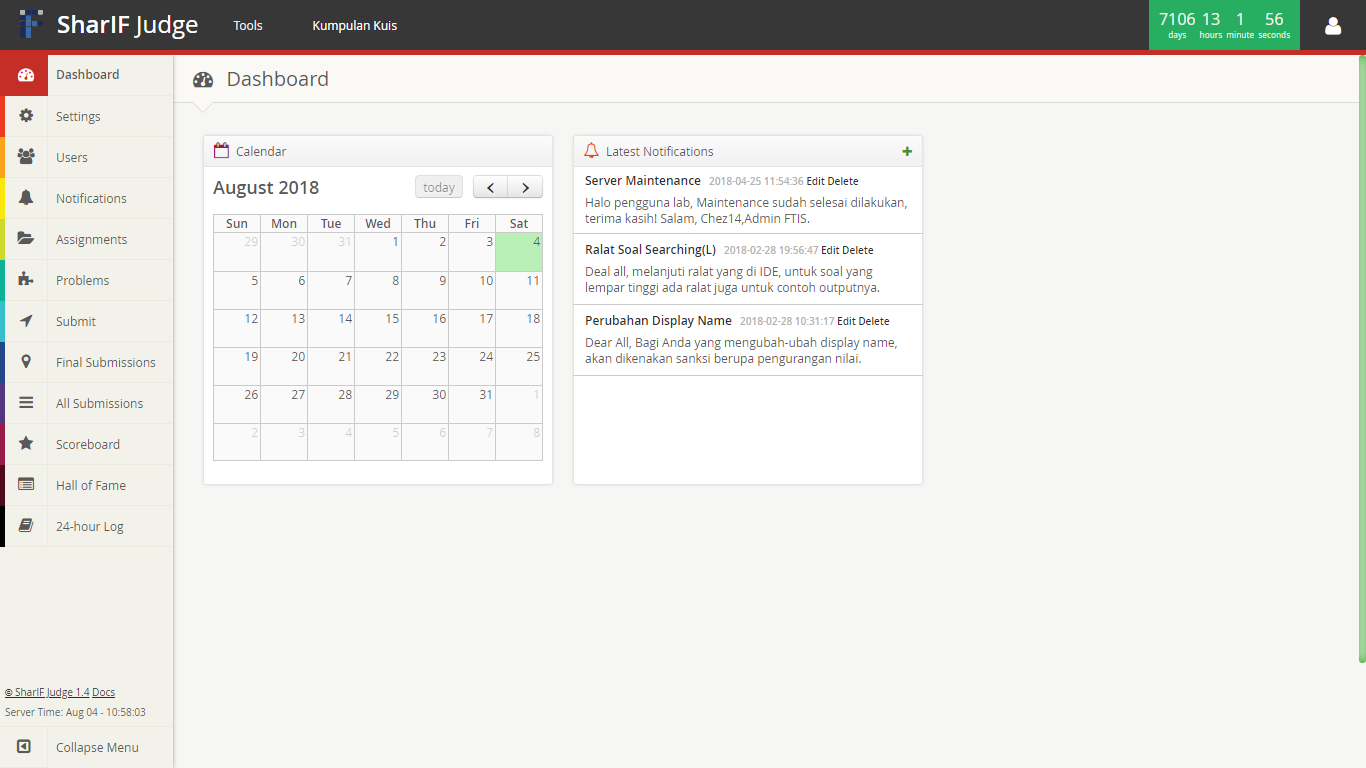 SharIF Judge
Tools
Kumpulan Kuis
7106 13 1 56
days hours minute seconds
Dashboard
Settings
Users
Notifications
Assignments
Problems
Submit
Final Submissions
All Submissions
Scoreboard
Hall of Fame
24-hour Log
© SharIF Judge 1.4 Docs
Server Time: Aug 04 - 10:58:03
Collapse Menu
Dashboard
Calendar
August 2018
today
Sun Mon Tue Wed Thu Fri Sat
29 30 31 1 2 3 4
5 6 7 8 9 10 11
12 13 14 15 16 17 18
19 20 21 22 23 24 25
26 27 28 29 30 31 1
2 3 4 5 6 7 8
Latest Notifications
Server Maintenance 2018-04-25 11:54:36 Edit Delete
Halo pengguna lab, Maintenance sudah selesai dilakukan,
terima kasih! Salam, Chez14,Admin FTIS.
Ralat Soal Searching(L) 2018-02-28 19:56:47 Edit Delete
Deal all, melanjuti ralat yang di IDE, untuk soal yang
lempar tinggi ada ralat juga untuk contoh outputnya.
Perubahan Display Name 2018-02-28 10:31:17 Edit Delete
Dear All, Bagi Anda yang mengubah-ubah display name,
akan dikenakan sanksi berupa pengurangan nilai.